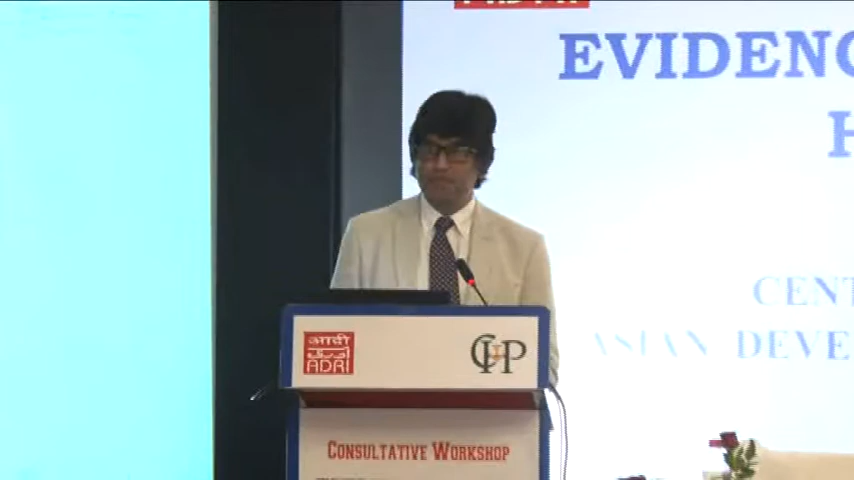 EVIDENC
H
CENT
ASIAN DEVE
आद्री
ADRI
CHP
CONSULTATIVE WORKSHOP